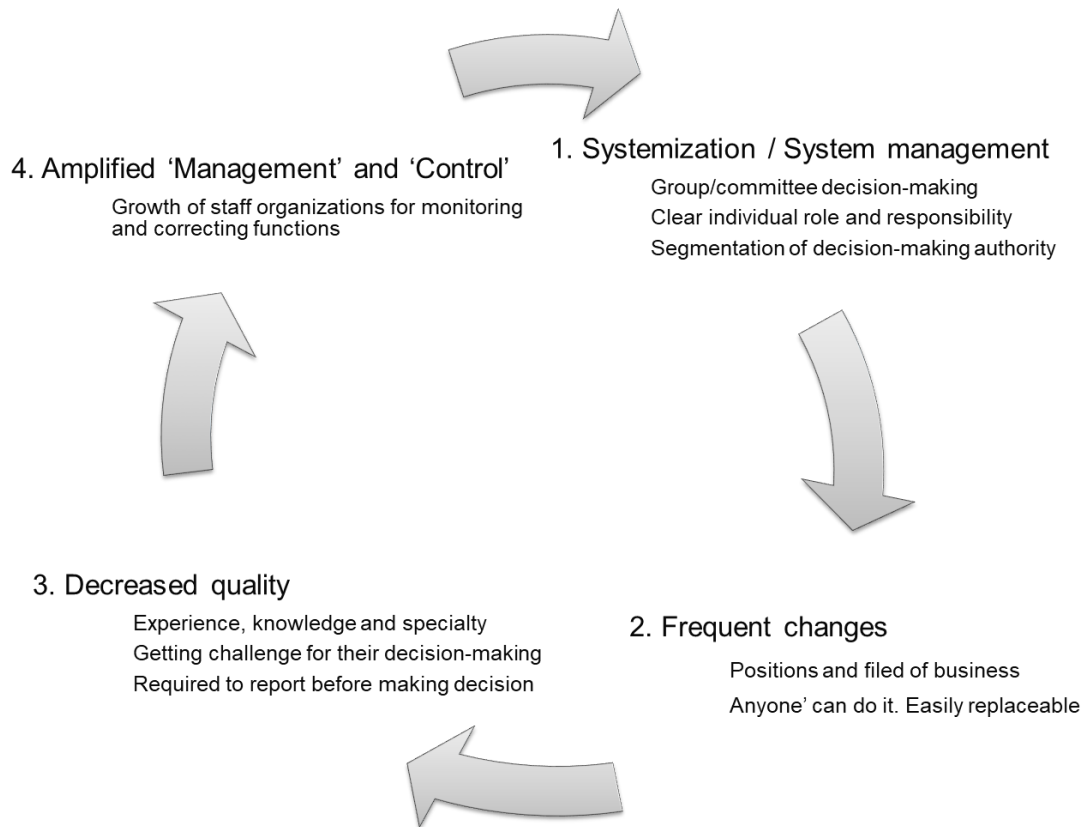 1. Systemization / System management
Group/committee decision-making
Clear individual role and responsibility
Segmentation of decision-making authority
2. Frequent changes
Positions and filed of business
Anyone’ can do it. Easily replaceable
3. Decreased quality
Experience, knowledge and specialty
Getting challenge for their decision-making
Required to report before making decision
4. Amplified ‘Management’ and ‘Control’
Growth of staff organizations for monitoring
and correcting functions